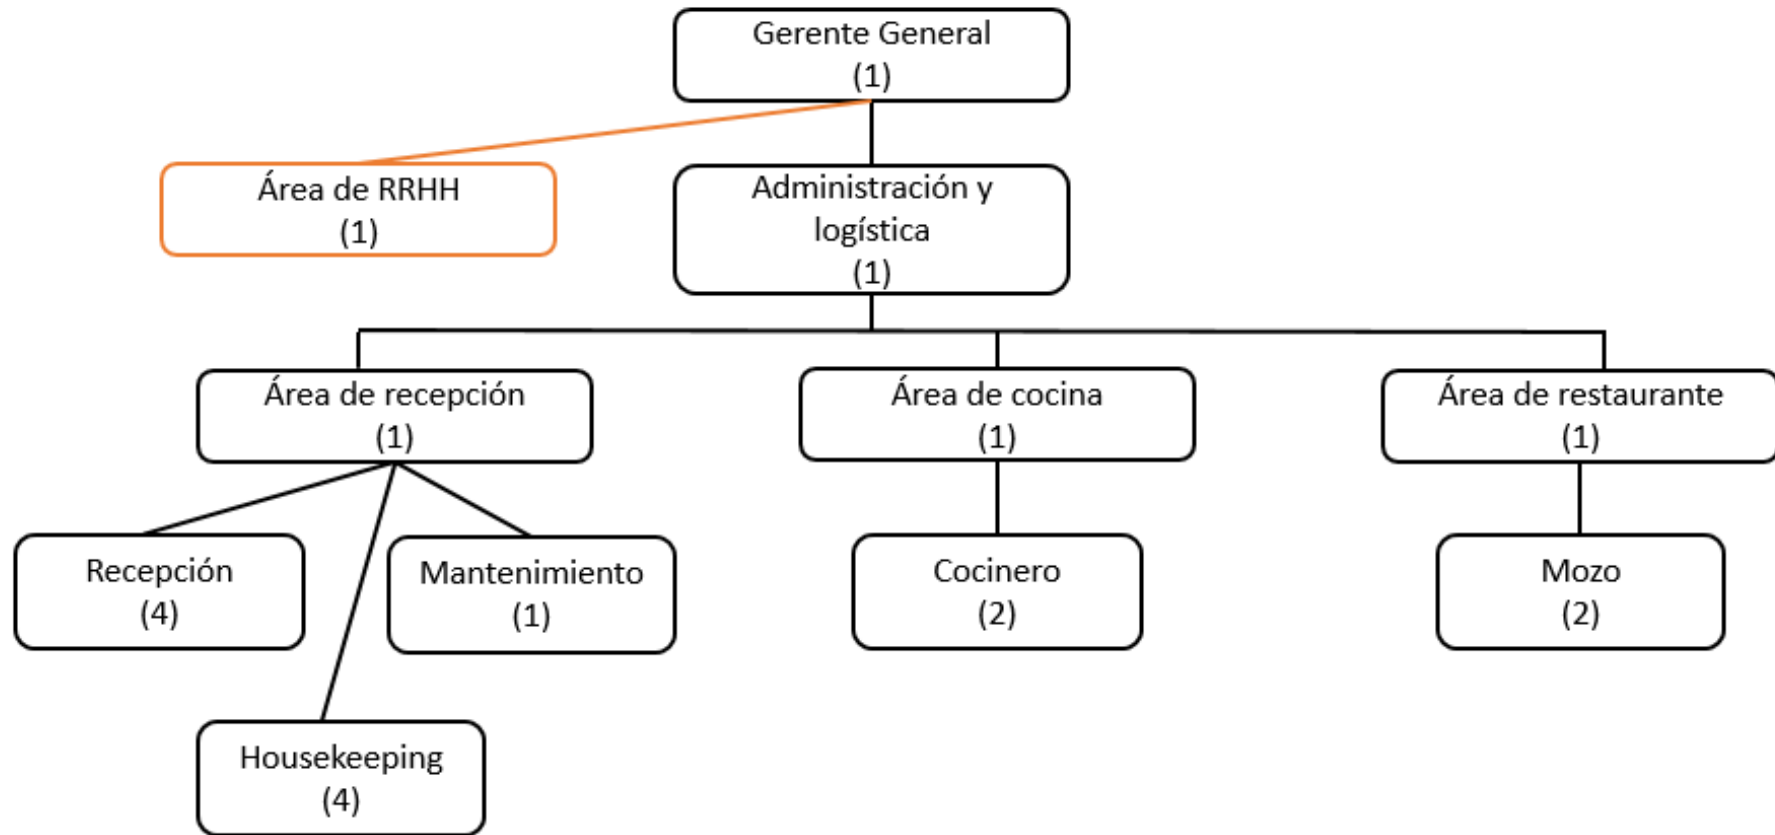 Gerente General
(1)
Área de RRHH
(1)
Administración y
logística
(1)
Área de recepción
(1)
Área de cocina
(1)
Área de restaurante
(1)
Recepción
(4)
Mantenimiento
(1)
Cocinero
(2)
Mozo
(2)
Housekeeping
(4)